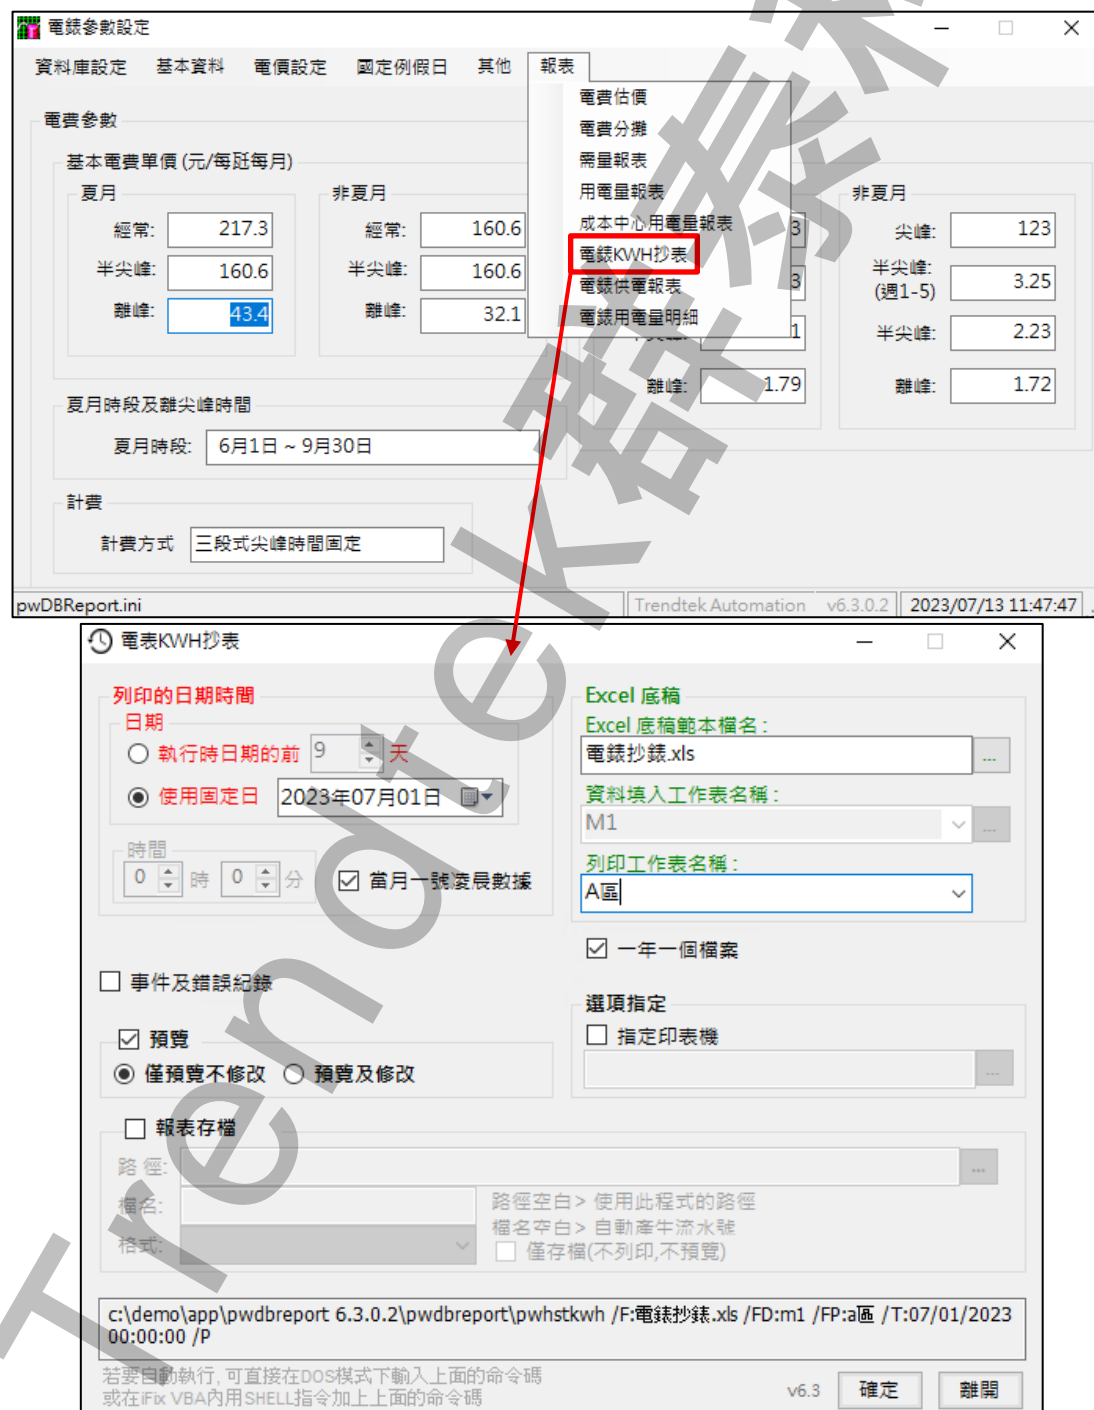 電錶參數設定
資料庫設定 基本資料 電價設定 國定例假日 其他 報表
電費估價
電費分攤
需量報表
用電量報表
成本中心用電量報表
電錶KWH抄表
電錶供電報表
電錶用電量明細
電費參數
基本電費單價 (元/每瓩每月)
夏月
經常: 217.3
半尖峰: 160.6
離峰: 43.4
非夏月
經常: 160.6
半尖峰: 160.6
離峰: 32.1
3
3
1
離峰: 1.79
非夏月
尖峰: 123
半尖峰:
(週1-5) 3.25
半尖峰: 2.23
離峰: 1.72
夏月時段及離尖峰時間
夏月時段: 6月1日 ~ 9月30日
計費
計費方式 三段式尖峰時間固定
pwDBReport.ini Trendtek Automation v6.3.0.2 2023/07/13 11:47:47
電表KWH抄表
列印的日期時間
日期
執行時日期的前 9 天
使用固定日 2023年07月01日
時間
0 時 0 分
當月一號凌晨數據
Excel 底稿
Excel 底稿範本檔名 :
電錶抄錶.xls ...
資料填入工作表名稱 :
M1 ...
列印工作表名稱 :
A區
一年一個檔案
事件及錯誤紀錄
預覽
僅預覽不修改 預覽及修改
選項指定
指定印表機
...
報表存檔
路 徑: ...
檔名:
格式:
路徑空白> 使用此程式的路徑
檔名空白> 自動產生流水號
僅存檔(不列印,不預覽)
c:\demo\app\pwdbreport 6.3.0.2\pwdbreport\pwhstkwh /F:電錶抄錶.xls /FD:m1 /FP:a區 /T:07/01/2023
00:00:00 /P
若要自動執行, 可直接在DOS模式下輸入上面的命令碼
或在iFix VBA內用SHELL指令加上上面的命令碼
v6.3 確定 離開
Trendtek群泰科